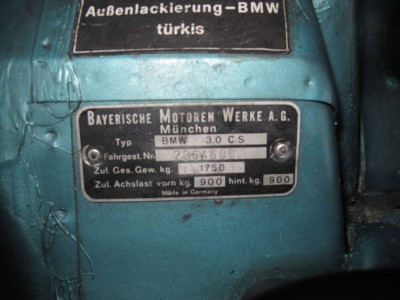 Außenlackierung-BMW
türkis
BAYERISCHE MOTOREN WERKE A.G.
München
Typ BMW 3.0 CS
Fahrgest. Nr.
Zul. Ges. Gew. kg. 1750
Zul. Achslast vorn kg. 900 hint. kg. 900
Made in Germany